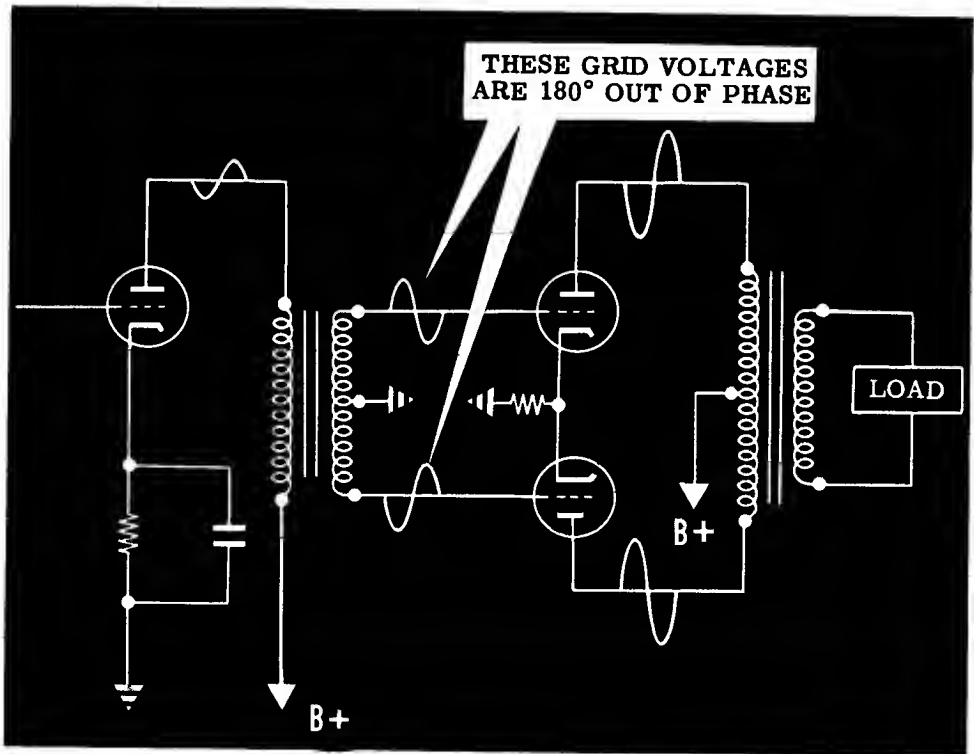 THESE GRID VOLTAGES
ARE 180° OUT OF PHASE
LOAD
B+
B+